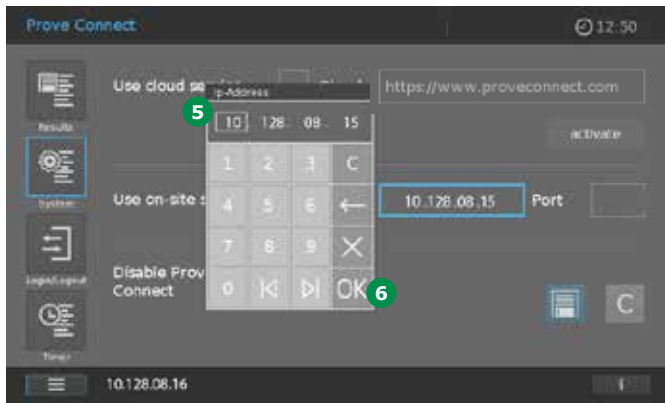 Prove Connect 12:50
Use cloud se
https://www.proveconnect.com
Ip-Address
5
10 128 08 15
Results
activate
1 2 3 C
System
Use on-site s
4 5 6
10.128.08.15 Port
7 8 9
Login/Logout
Disable Prov
Connect
0 OK 6
C
Timer
10.128.08.16 i